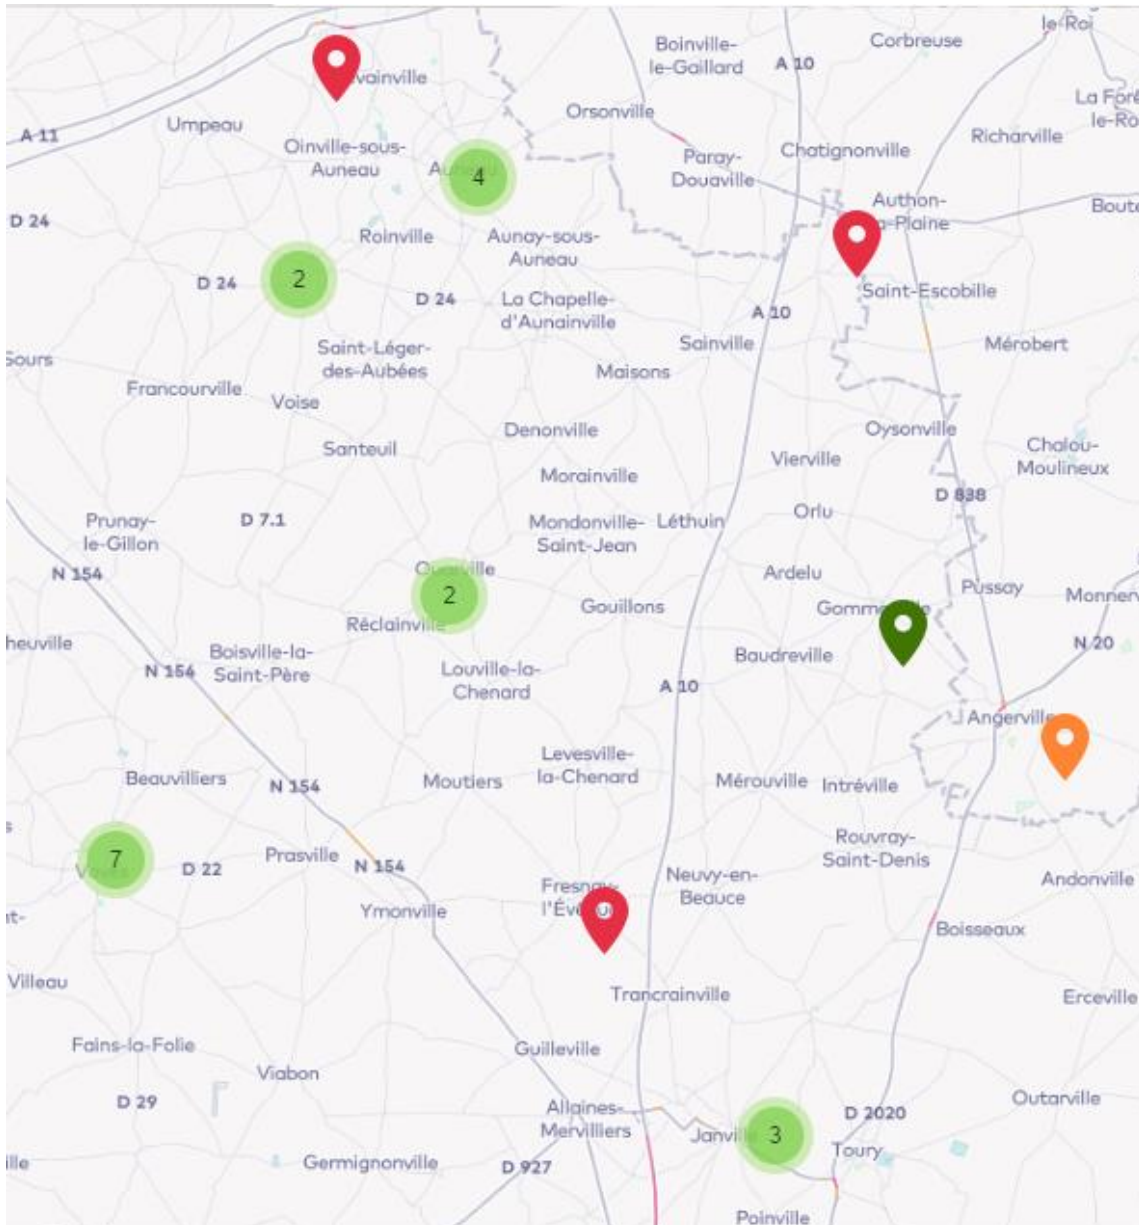 le-Roi
Corbreuse
Boinville-
le-Gaillard
A 10
vainville
La Forê
le-Ro
Orsonville
Umpeau
A 11
Richarville
Oinville-sous-
Auneau
Chatignonville
Paray-
Douaville
4
Authon-
a-Plaine
Boute
D 24
Roinville
Aunay-sous-
Auneau
2
D 24
D 24
Saint-Escobille
La Chapelle-
d'Aunainville
A 10
Sainville
Mérobert
Saint-Léger-
des-Aubées
Sours
Maisons
Francourville
Voise
Denonville
Oysonville
Santeuil
Vierville
Chalou-
Moulineux
Morainville
D 838
Prunay-
le-Gillon
D 7.1
Mondonville-
Saint-Jean
Léthuin
Orlu
N 154
Ardelu
Pussay
Monnerv
2
Gouillons
Réclainville
heuville
Boisville-la-
Saint-Père
N 154
Louville-la-
Chenard
Baudreville
N 20
A 10
Angerville
Levesville-
la-Chenard
Beauvilliers
N 154
Moutiers
Mérouville
Intréville
7
D 22
Prasville
N 154
Rouvray-
Saint-Denis
Fresnay-
Neuvy-en-
Beauce
Andonville
nt-
Ymonville
Boisseaux
Villeau
Trancrainville
Erceville
Fains-la-Folie
Guilleville
Viabon
D 29
Allaines-
Mervilliers
Outarville
D 2020
Janville
3
Toury
lle
Germignonville
D 927
Poinville